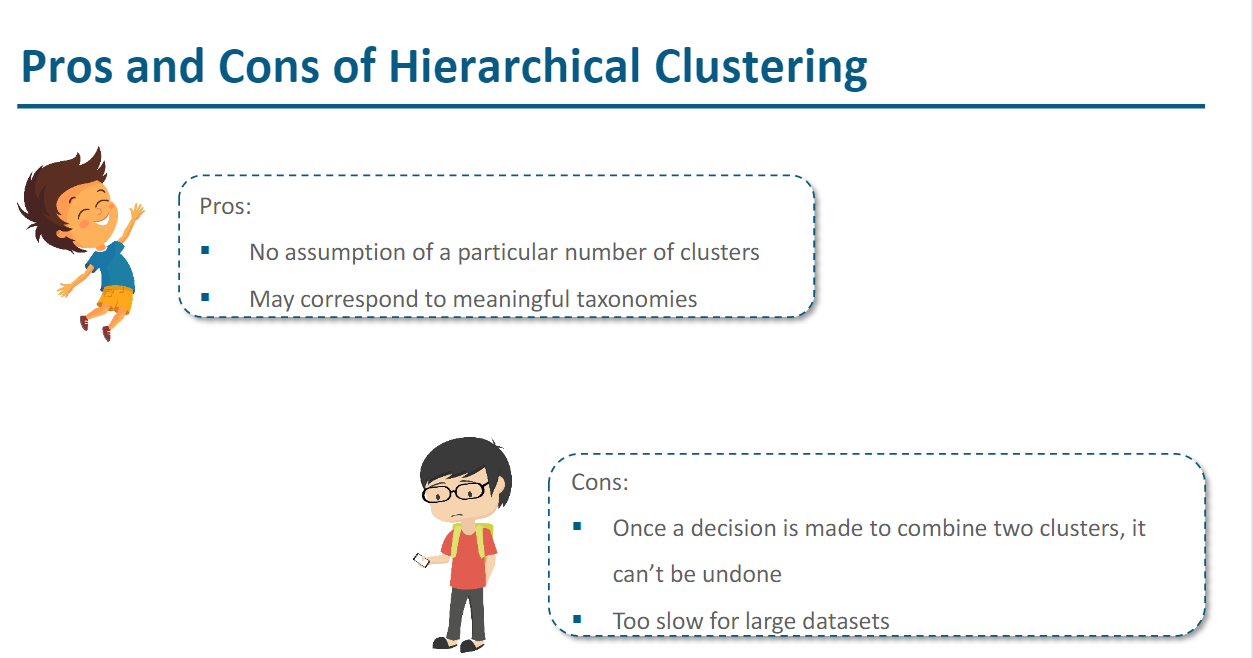 Pros and Cons of Hierarchical Clustering
Pros:
▪ No assumption of a particular number of clusters
▪ May correspond to meaningful taxonomies
Cons:
▪ Once a decision is made to combine two clusters, it
can’t be undone
▪ Too slow for large datasets